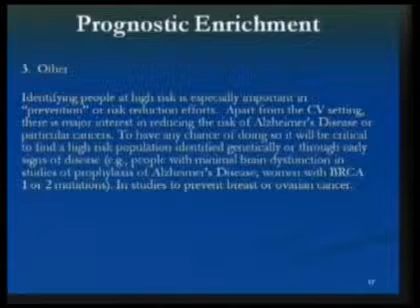 Prognostic Enrichment
3. Other
Identifying people at high risk is especially important in
"prevention" or risk reduction efforts. Apart from the CV setting,
there is major interest in reducing the risk of Alzheimer's Disease or
particular cancers. To have any chance of doing so it will be critical
to find a high risk population identified genetically or through early
signs of disease (e.g., people with minimal brain dysfunction in
studies of prophylaxis of Alzheimer's Disease, women with BRCA
1 or 2 mutations). In studies to prevent breast or ovarian cancer.
17